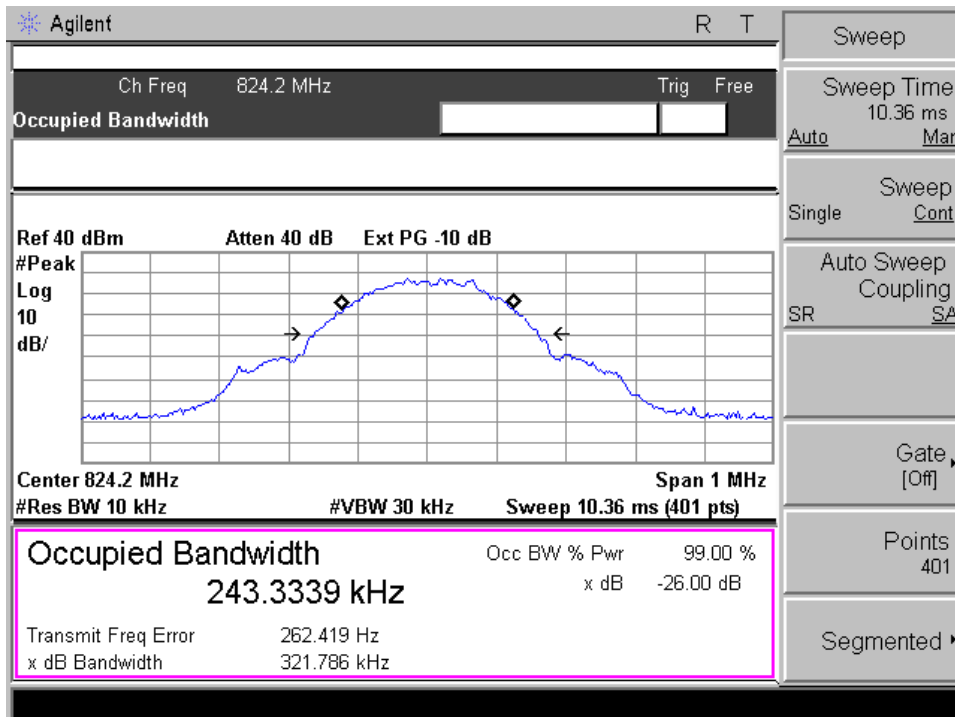 Agilent
R T
Sweep
Ch Freq 824.2 MHz
Trig Free
Occupied Bandwidth
Sweep Time
10.36 ms
Auto Mar
Sweep
Single Cont
Ref 40 dBm Atten 40 dB Ext PG -10 dB
#Peak
Log
10
dB/
Auto Sweep
Coupling
SR SA
Center 824.2 MHz Span 1 MHz
#Res BW 10 kHz #VBW 30 kHz Sweep 10.36 ms (401 pts)
Gate
[Off]
Occupied Bandwidth
243.3339 kHz
Occ BW % Pwr 99.00 %
x dB -26.00 dB
Transmit Freq Error 262.419 Hz
x dB Bandwidth 321.786 kHz
Points
401
Segmented